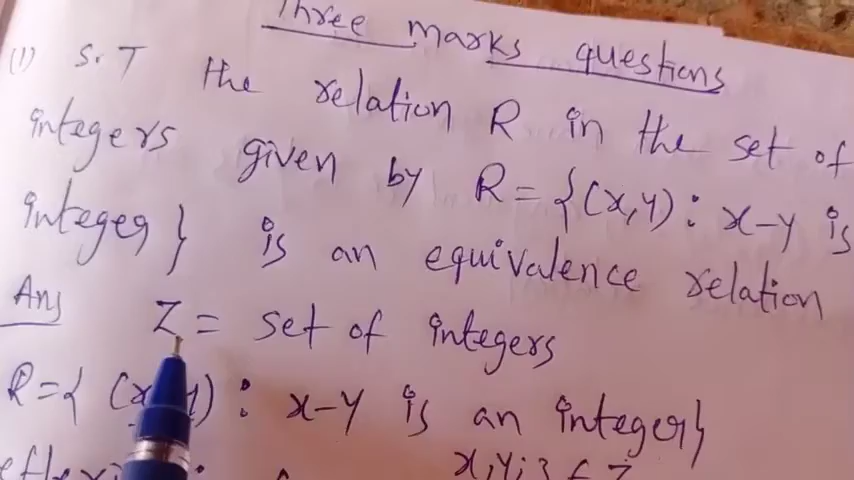 Three marks questions
(1) S.T the relation R in the set of
integers given by R = {(x,y) : x-y is
integer} is an equivalence relation
Ans Z = set of integers
R = { (x,y) : x-y is an integer}
x,y,z ∈ Z